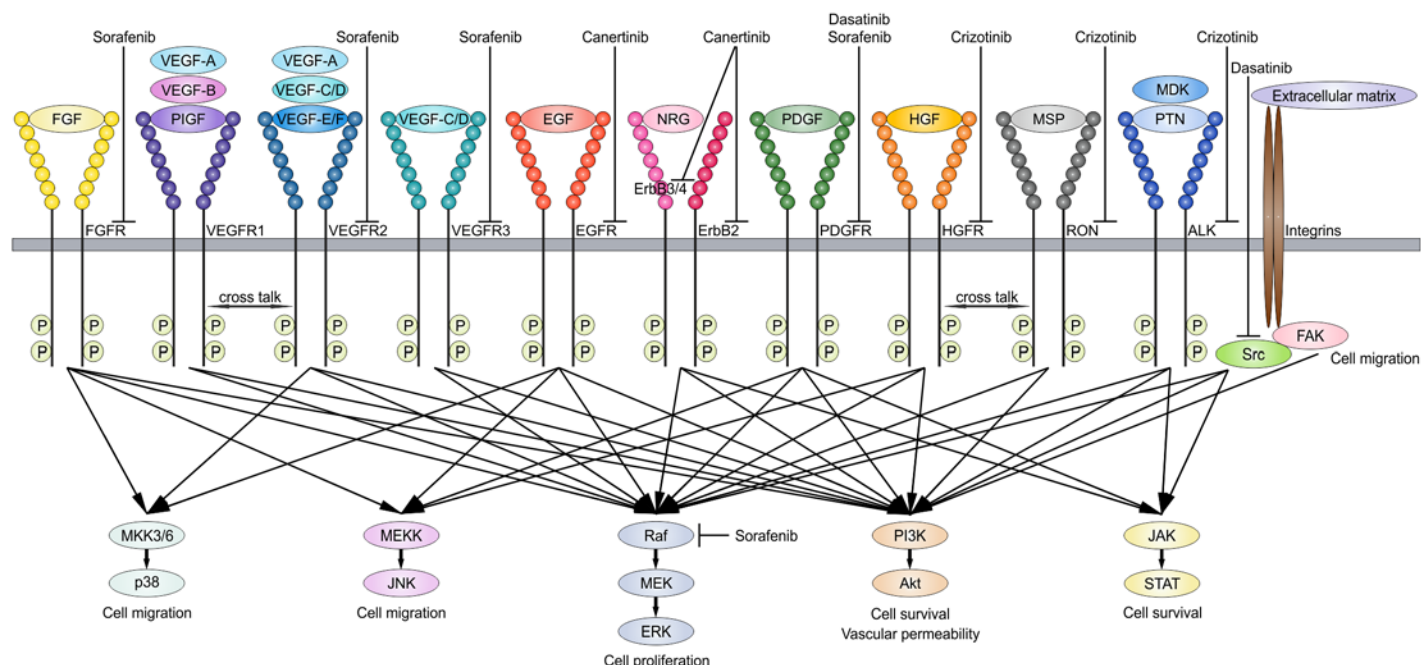 Dasatinib
Sorafenib
Sorafenib
Sorafenib
Canertinib
Canertinib
Sorafenib
Crizotinib
Crizotinib
Crizotinib
Dasatinib
VEGF-A
VEGF-B
PIGF
VEGF-A
VEGF-C/D
VEGF-E/F
MDK
PTN
Extracellular matrix
FGF
VEGF-C/D
EGF
NRG
PDGF
HGF
MSP
ErbB3/4
FGFR
VEGFR1
VEGFR2
VEGFR3
EGFR
ErbB2
PDGFR
HGFR
RON
ALK
Integrins
cross talk
cross talk
P P P P P P P P P P P P P P P P P P P P
P P P P P P P P P P P P P P P P P P P P
FAK
Src
Cell migration
MKK3/6
MEKK
Raf
Sorafenib
PI3K
JAK
p38
JNK
MEK
Akt
STAT
Cell migration
Cell migration
ERK
Cell survival
Vascular permeability
Cell survival
Cell proliferation